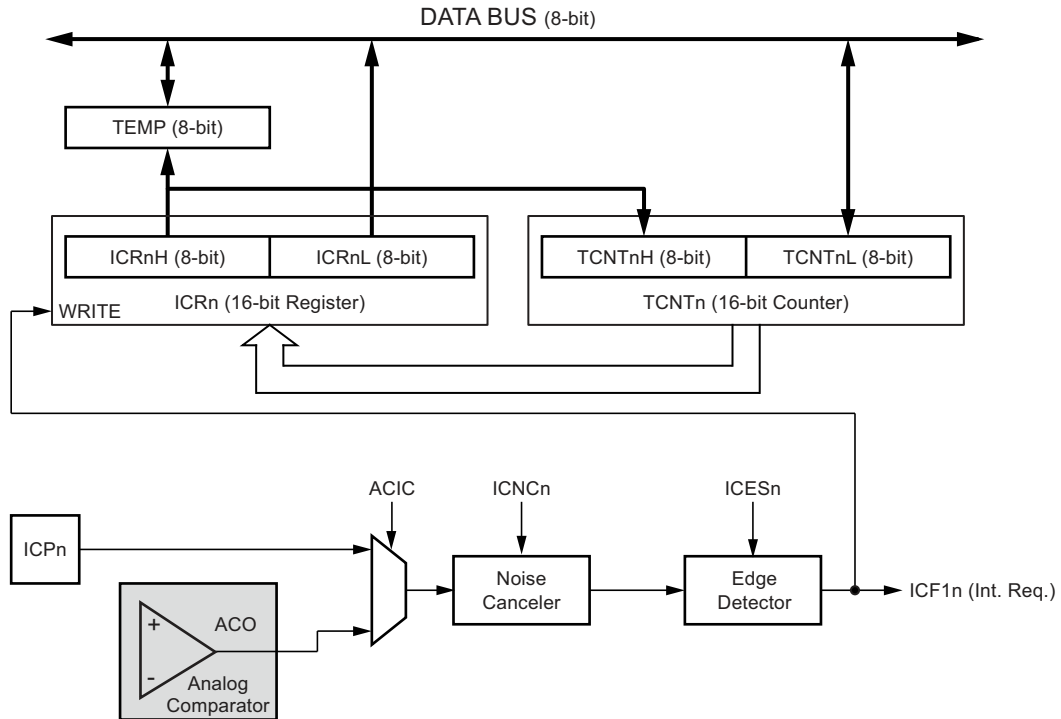 DATA BUS (8-bit)
TEMP (8-bit)
ICRnH (8-bit)
ICRnL (8-bit)
TCNTnH (8-bit)
TCNTnL (8-bit)
WRITE
ICRn (16-bit Register)
TCNTn (16-bit Counter)
ACIC
ICNCn
ICESn
ICPn
Noise
Canceler
Edge
Detector
ICF1n (Int. Req.)
+
ACO
-
Analog
Comparator